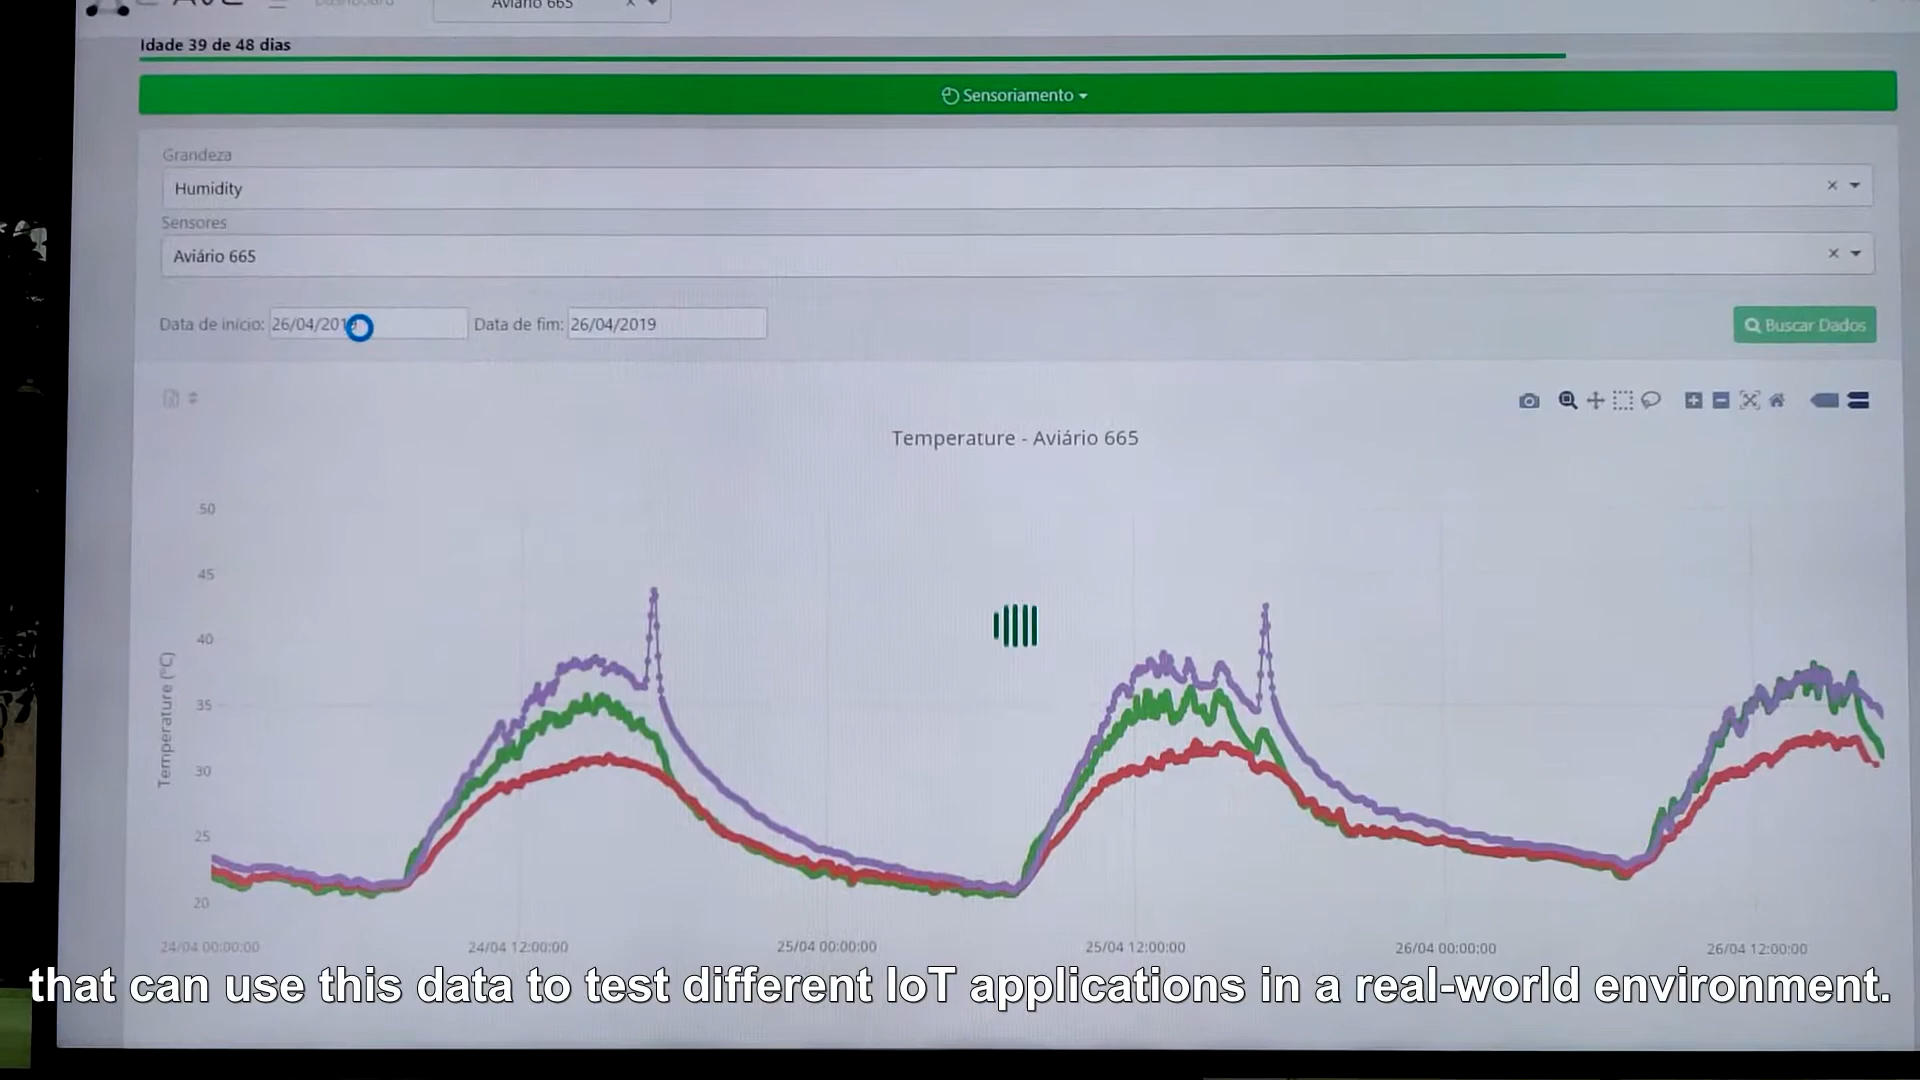 Aviário 665
Idade 39 de 48 dias
Sensoriamento
Grandeza
Humidity
Sensores
Aviário 665
Data de início: 26/04/2019 Data de fim: 26/04/2019
Buscar Dados
Temperature - Aviário 665
50
45
40
35
30
25
20
Temperature (°C)
24/04 00:00:00 24/04 12:00:00 25/04 00:00:00 25/04 12:00:00 26/04 00:00:00 26/04 12:00:00
that can use this data to test different IoT applications in a real-world environment.